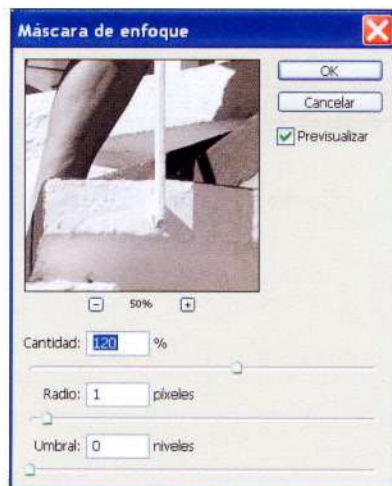 Máscara de enfoque
OK
Cancelar
Previsualizar
50%
Cantidad: 120 %
Radio: 1 píxeles
Umbral: 0 niveles